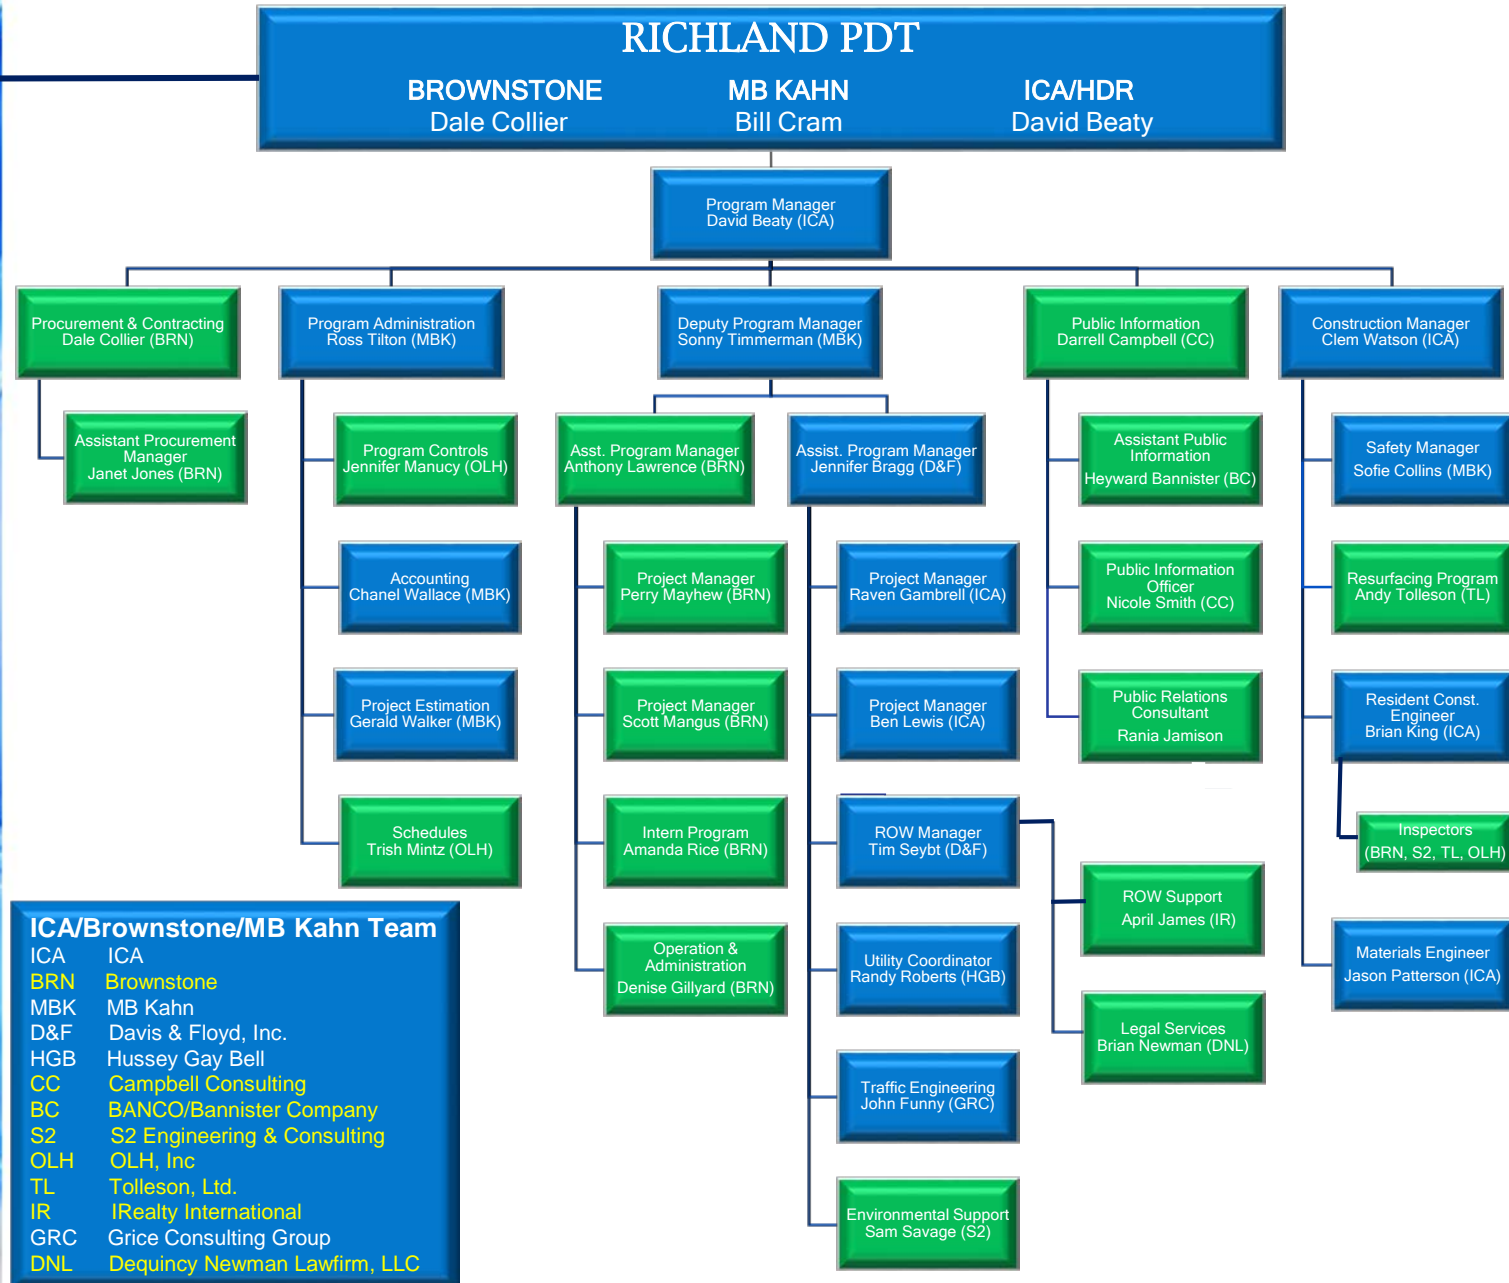 RICHLAND PDT
BROWNSTONE MB KAHN ICA/HDR
Dale Collier Bill Cram David Beaty
Program Manager
David Beaty (ICA)
Procurement & Contracting
Dale Collier (BRN)
Program Administration
Ross Tilton (MBK)
Deputy Program Manager
Sonny Timmerman (MBK)
Public Information
Darrell Campbell (CC)
Construction Manager
Clem Watson (ICA)
Assistant Procurement
Manager
Janet Jones (BRN)
Program Controls
Jennifer Manucy (OLH)
Accounting
Chanel Wallace (MBK)
Project Estimation
Gerald Walker (MBK)
Schedules
Trish Mintz (OLH)
Asst. Program Manager
Anthony Lawrence (BRN)
Project Manager
Perry Mayhew (BRN)
Project Manager
Scott Mangus (BRN)
Intern Program
Amanda Rice (BRN)
Operation &
Administration
Denise Gillyard (BRN)
Assist. Program Manager
Jennifer Bragg (D&F)
Project Manager
Raven Gambrell (ICA)
Project Manager
Ben Lewis (ICA)
ROW Manager
Tim Seybt (D&F)
Utility Coordinator
Randy Roberts (HGB)
Traffic Engineering
John Funny (GRC)
Environmental Support
Sam Savage (S2)
ROW Support
April James (IR)
Legal Services
Brian Newman (DNL)
Assistant Public
Information
Heyward Bannister (BC)
Public Information
Officer
Nicole Smith (CC)
Public Relations
Consultant
Rania Jamison
Safety Manager
Sofie Collins (MBK)
Resurfacing Program
Andy Tolleson (TL)
Resident Const.
Engineer
Brian King (ICA)
Inspectors
(BRN, S2, TL, OLH)
Materials Engineer
Jason Patterson (ICA)
ICA/Brownstone/MB Kahn Team
ICA ICA
BRN Brownstone
MBK MB Kahn
D&F Davis & Floyd, Inc.
HGB Hussey Gay Bell
CC Campbell Consulting
BC BANCO/Bannister Company
S2 S2 Engineering & Consulting
OLH OLH, Inc
TL Tolleson, Ltd.
IR IRealty International
GRC Grice Consulting Group
DNL Dequincy Newman Lawfirm, LLC